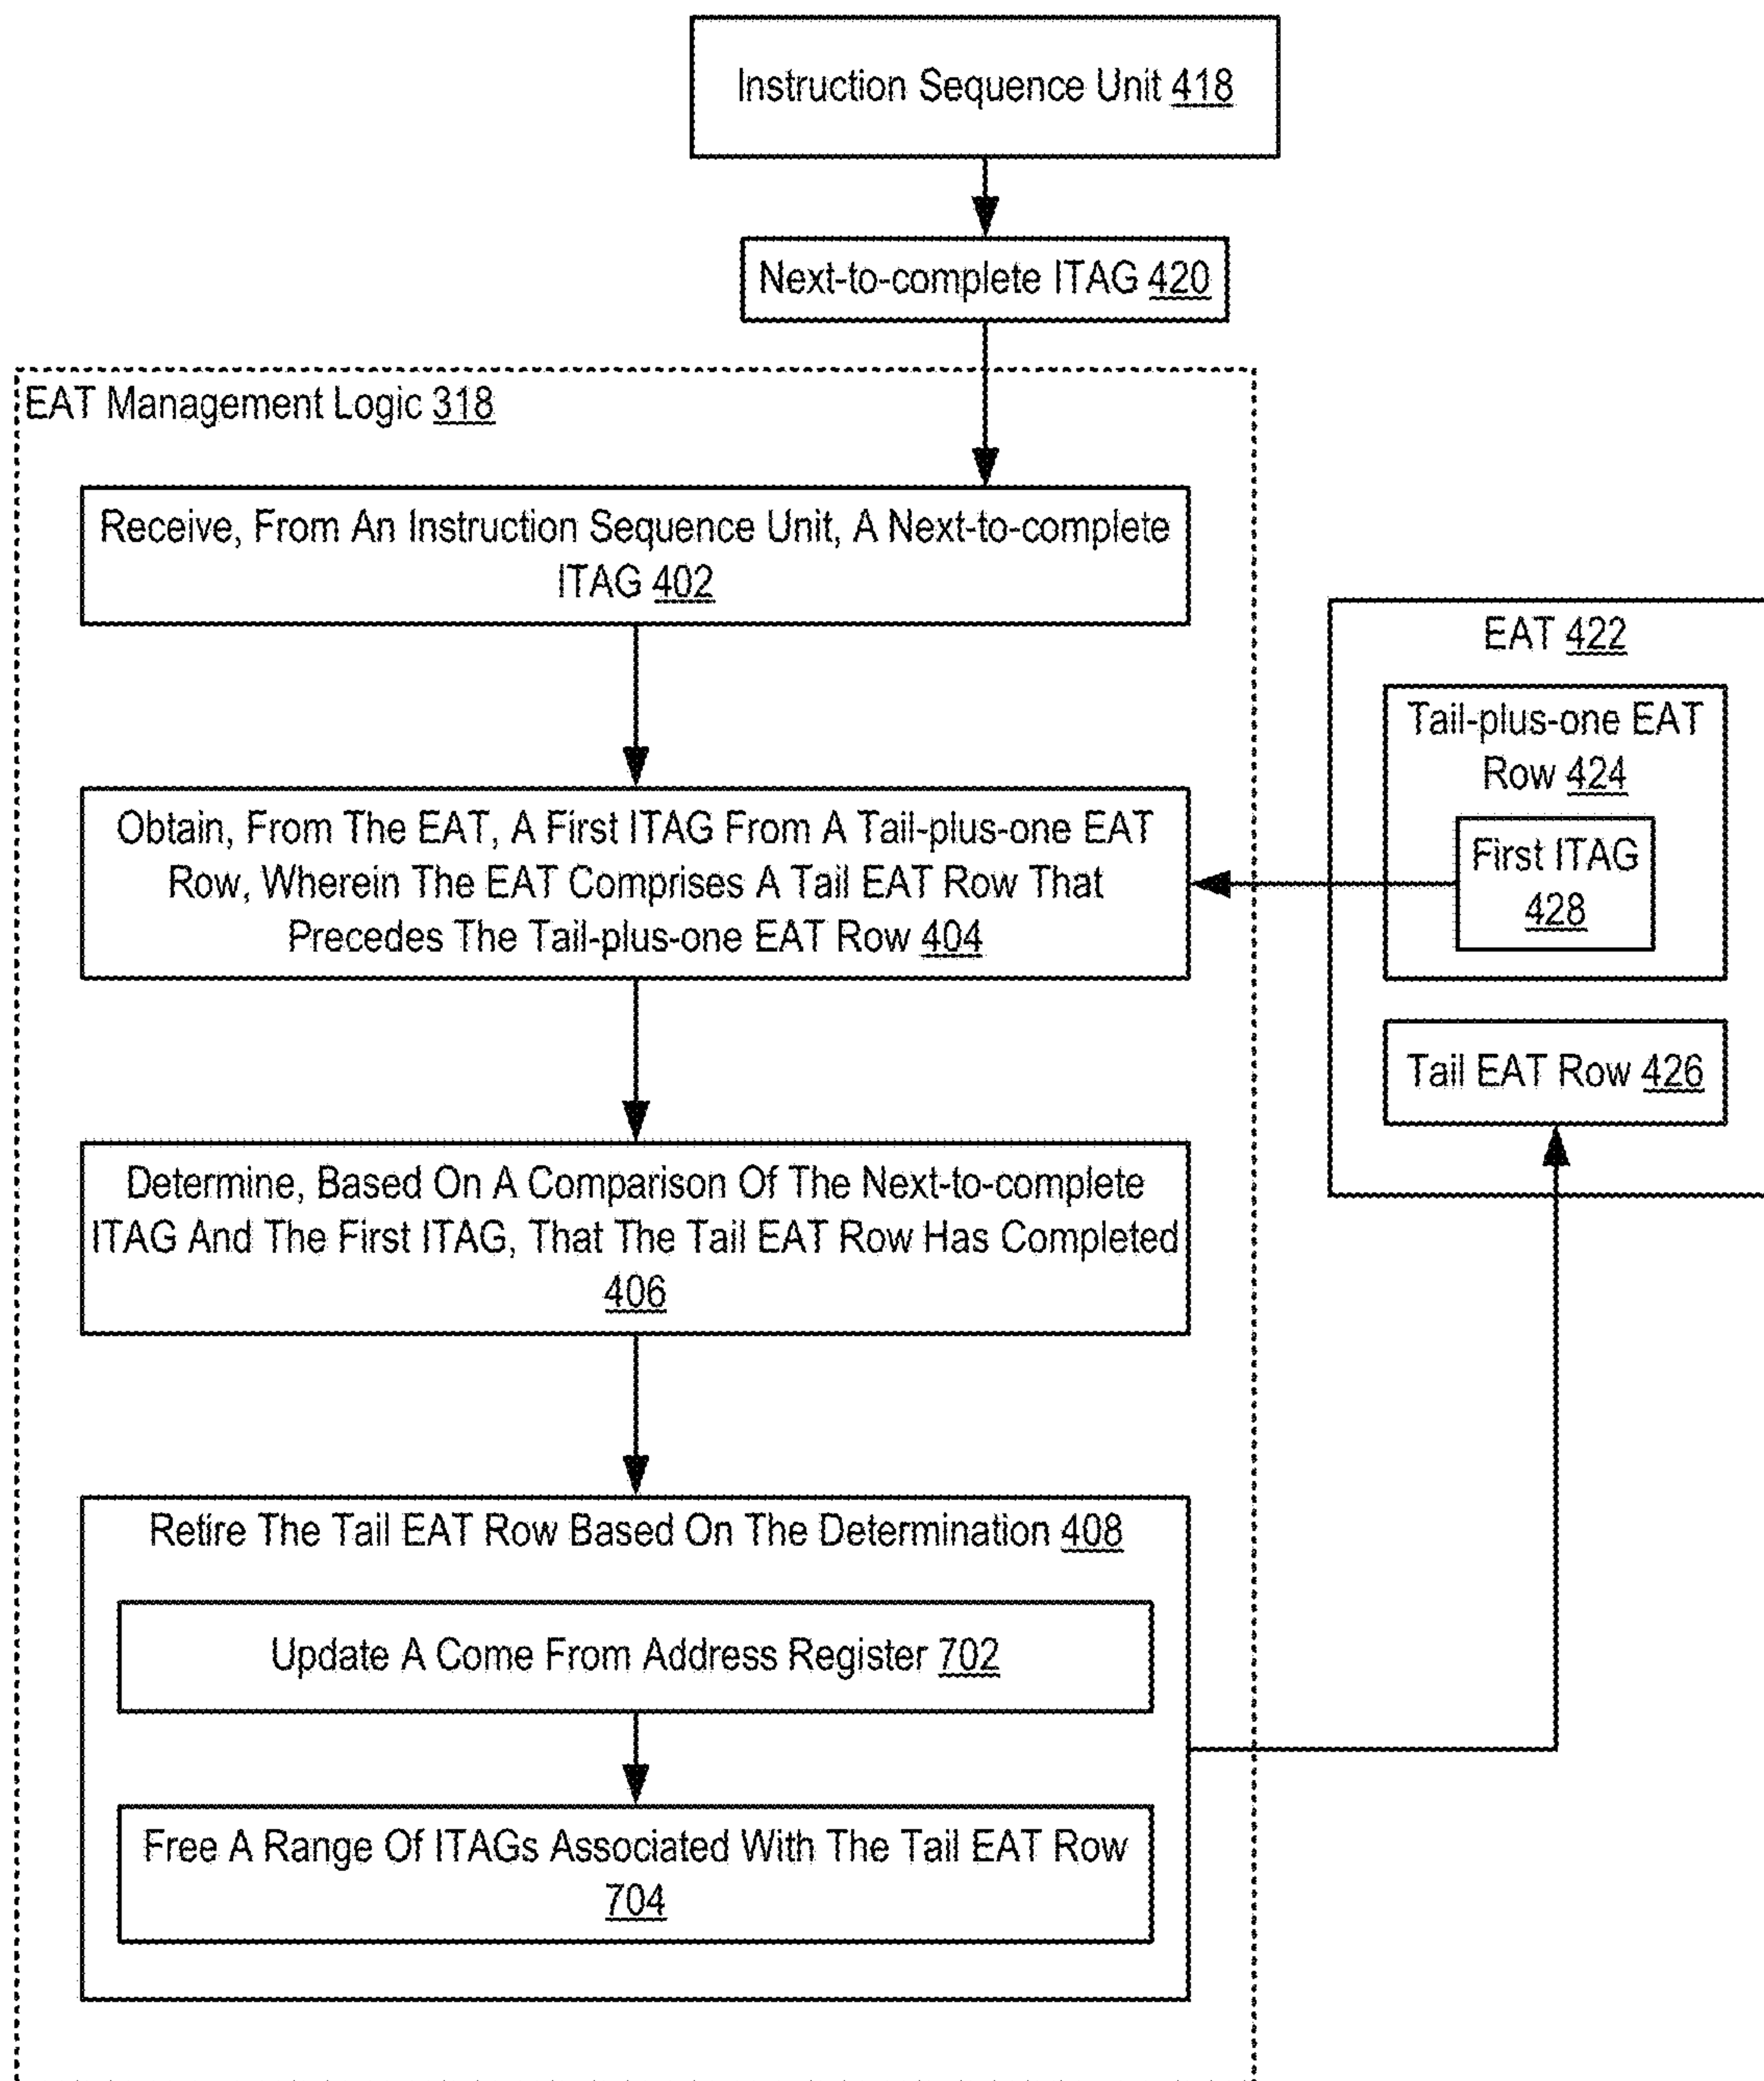 Instruction Sequence Unit 418
Next-to-complete ITAG 420
EAT Management Logic 318
Receive, From An Instruction Sequence Unit, A Next-to-complete
ITAG 402
Obtain, From The EAT, A First ITAG From A Tail-plus-one EAT
Row, Wherein The EAT Comprises A Tail EAT Row That
Precedes The Tail-plus-one EAT Row 404
Determine, Based On A Comparison Of The Next-to-complete
ITAG And The First ITAG, That The Tail EAT Row Has Completed
406
Retire The Tail EAT Row Based On The Determination 408
Update A Come From Address Register 702
Free A Range Of ITAGs Associated With The Tail EAT Row
704
EAT 422
Tail-plus-one EAT
Row 424
First ITAG
428
Tail EAT Row 426